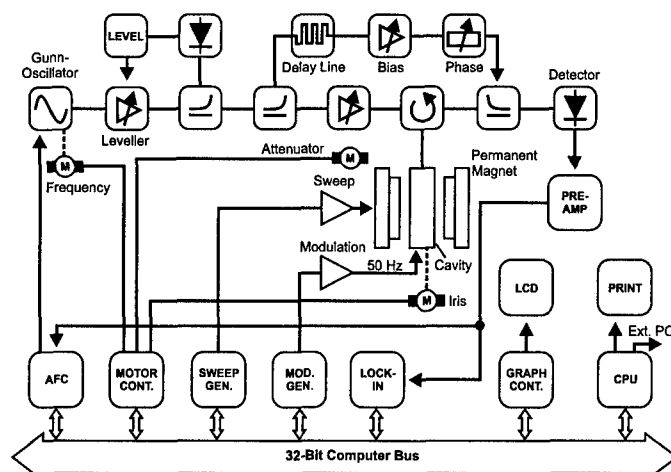 LEVEL
Gunn-
Oscillator
Delay Line
Bias
Phase
Detector
Leveller
Attenuator
M
Permanent
Magnet
M
Frequency
Sweep
PRE-
AMP
Modulation
50 Hz
Cavity
M
Iris
LCD
PRINT
Ext. PC
AFC
MOTOR
CONT.
SWEEP
GEN.
MOD.
GEN.
LOCK-
IN
GRAPH
CONT.
CPU
32-Bit Computer Bus